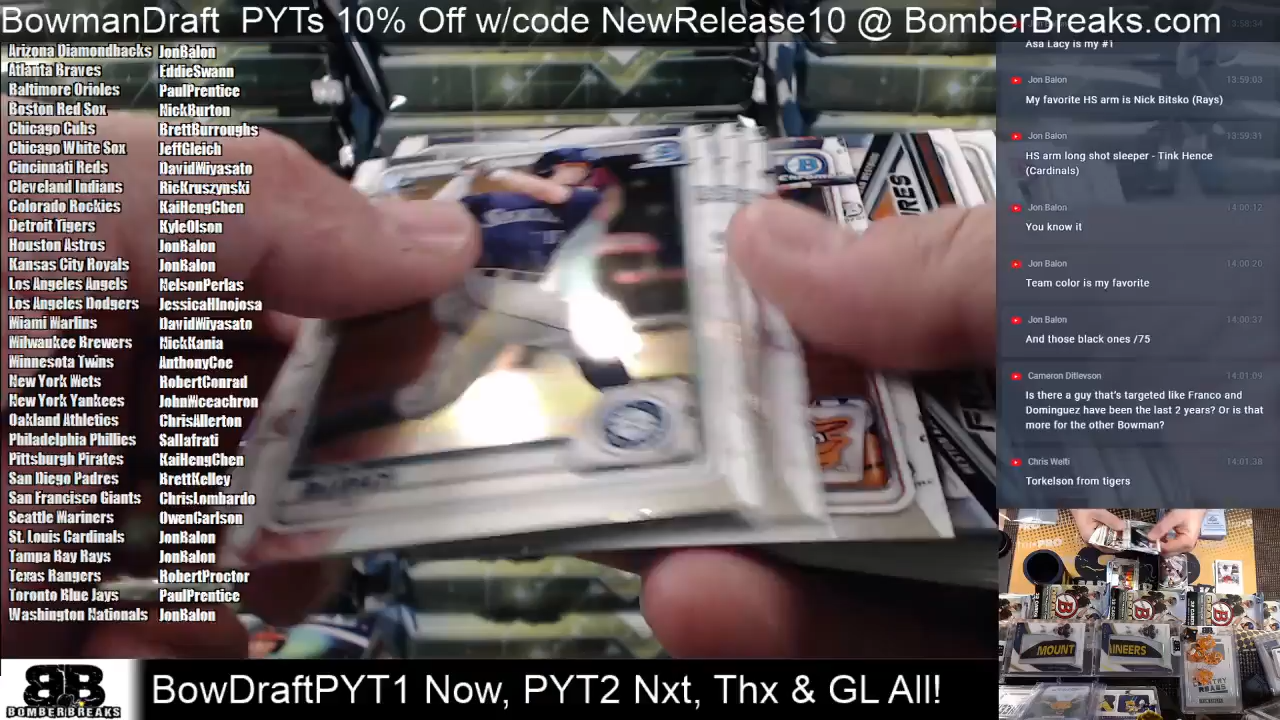 BowmanDraft PYTs 10% Off w/code NewRelease10 @ BomberBreaks.com
Arizona Diamondbacks JonBalon
Atlanta Braves EddieSwann
Baltimore Orioles PaulPrentice
Boston Red Sox NickBurton
Chicago Cubs BrettBurroughs
Chicago White Sox JeffGleich
Cincinnati Reds DavidMiyasato
Cleveland Indians RicKruszynski
Colorado Rockies KaiHengChen
Detroit Tigers KyleOlson
Houston Astros JonBalon
Kansas City Royals JonBalon
Los Angeles Angels NelsonPerlas
Los Angeles Dodgers JessicaHInojosa
Miami Marlins DavidMiyasato
Milwaukee Brewers NickKania
Minnesota Twins AnthonyCoe
New York Mets RobertConrad
New York Yankees JohnMceachron
Oakland Athletics ChrisAllerton
Philadelphia Phillies
Pittsburgh Pirates KaiHengChen
San Diego Padres BrettKelley
San Francisco Giants ChrisLombardo
Seattle Mariners OwenCarlson
St. Louis Cardinals JonBalon
Tampa Bay Rays JonBalon
Texas Rangers RobertProctor
Toronto Blue Jays PaulPrentice
Washington Nationals JonBalon
13:58:34
Asa Lacy is my #1
Jon Balon 13:59:03
My favorite HS arm is Nick Bitsko (Rays)
Jon Balon 13:59:31
HS arm long shot sleeper - Tink Hence
(Cardinals)
Jon Balon 14:00:12
You know it
Jon Balon 14:00:20
Team color is my favorite
Jon Balon 14:00:37
And those black ones /75
Cameron Ditlevson 14:01:09
Is there a guy that's targeted like Franco and
Dominguez have been the last 2 years? Or is that
more for the other Bowman?
Chris Welti 14:01:38
Torkelson from tigers
MOUNT
AINEERS
BB
BOMBERBREAKS
BowDraftPYT1 Now, PYT2 Nxt, Thx & GL All!